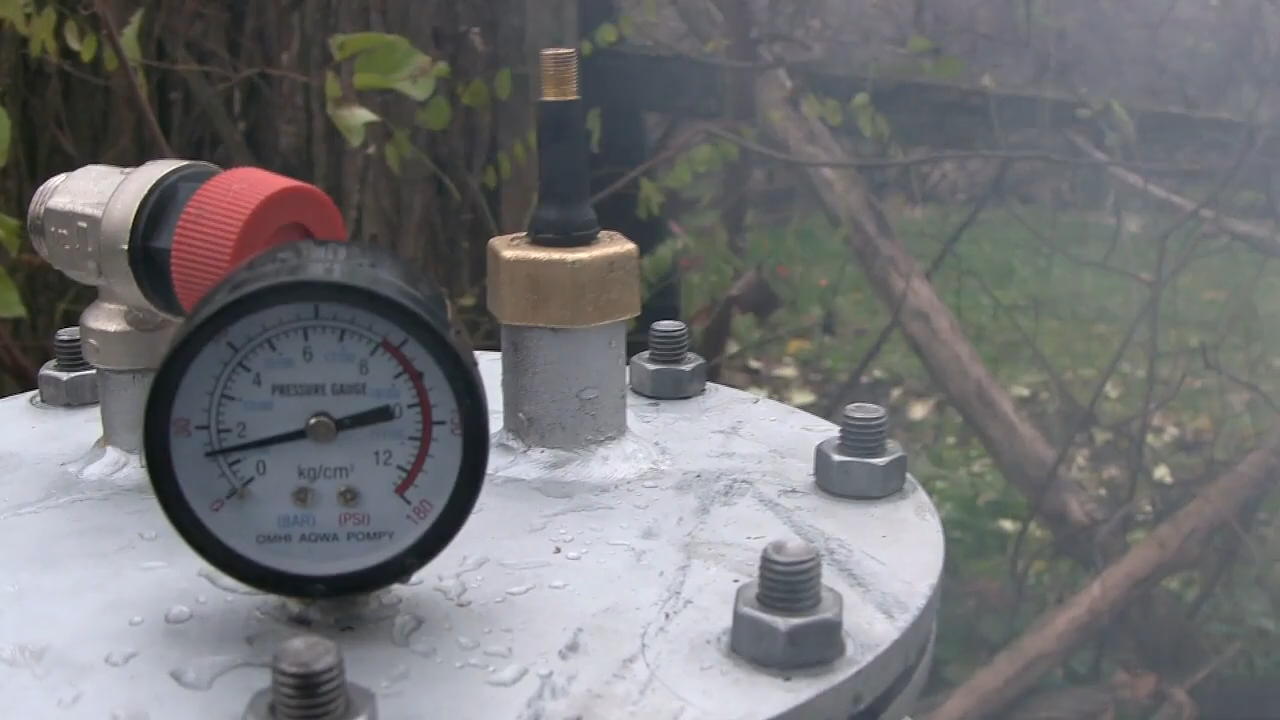 6
4
8
PRESSURE GAUGE
2
0
12
kg/cm²
0
180
(BAR) (PSI)
OMHI AQWA POMPY